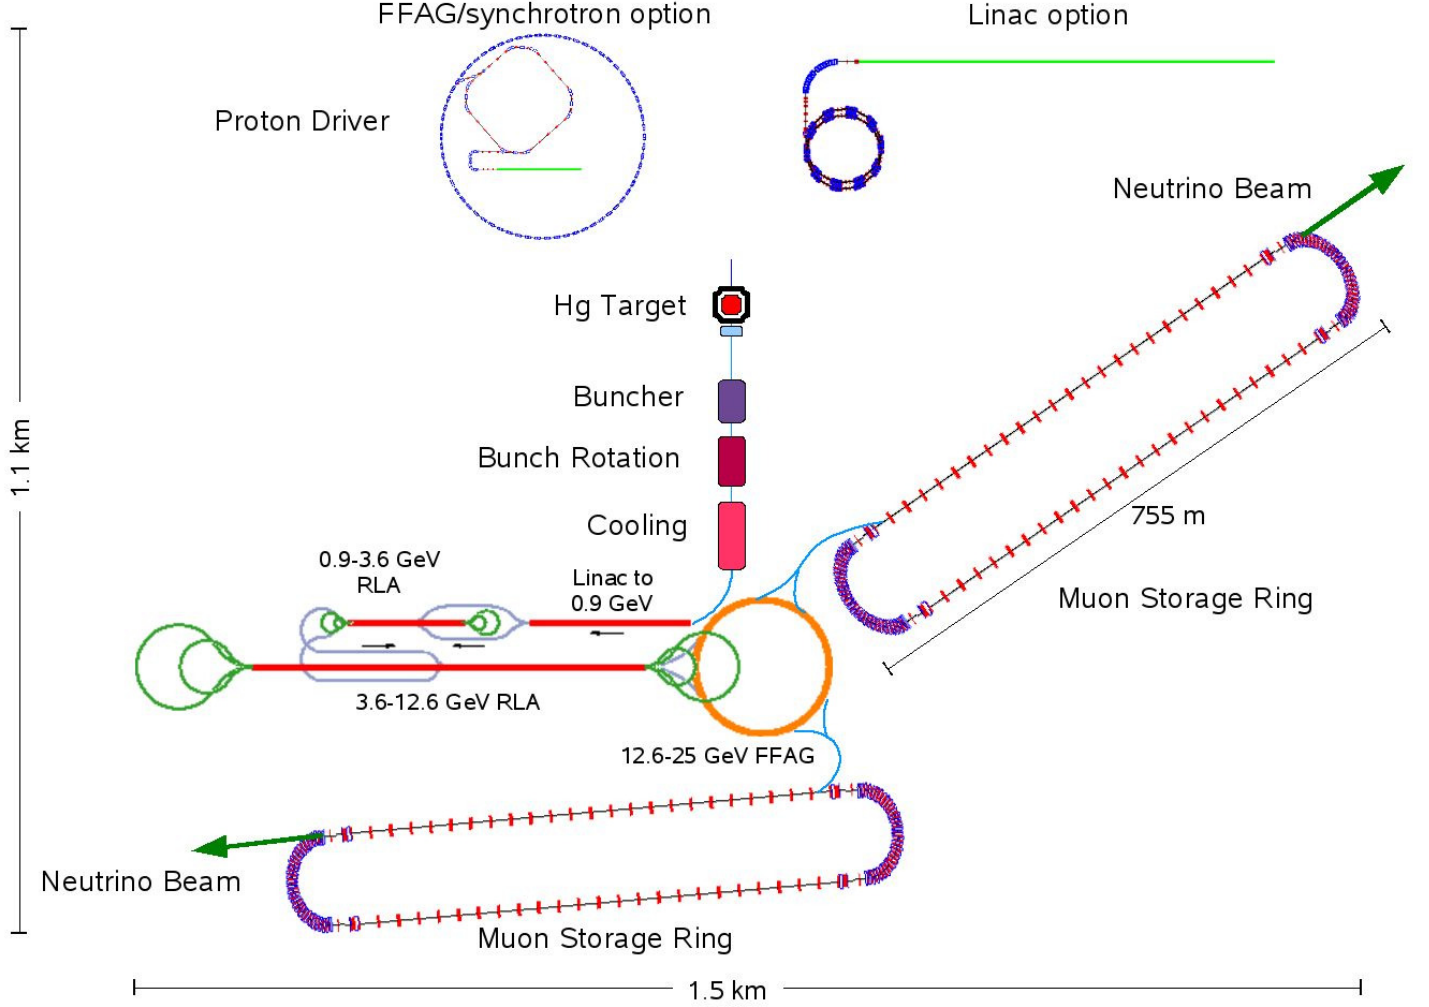 FFAG/synchrotron option
Linac option
Proton Driver
Neutrino Beam
Hg Target
Buncher
Bunch Rotation
Cooling
1.1 km
755 m
0.9-3.6 GeV
RLA
Linac to
0.9 GeV
Muon Storage Ring
3.6-12.6 GeV RLA
12.6-25 GeV FFAG
Neutrino Beam
Muon Storage Ring
1.5 km